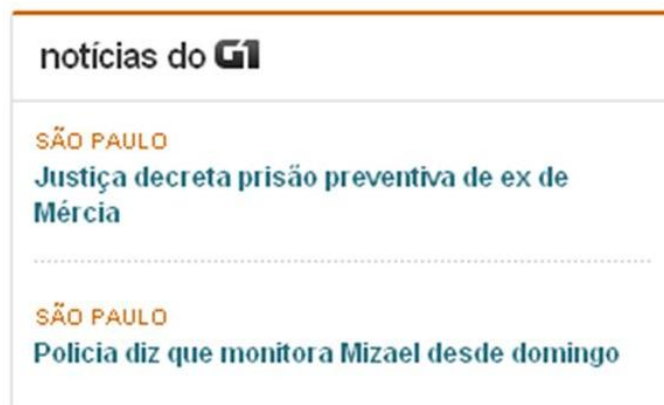 notícias do G1
SÃO PAULO
Justiça decreta prisão preventiva de ex de
Mércia
SÃO PAULO
Policia diz que monitora Mizael desde domingo